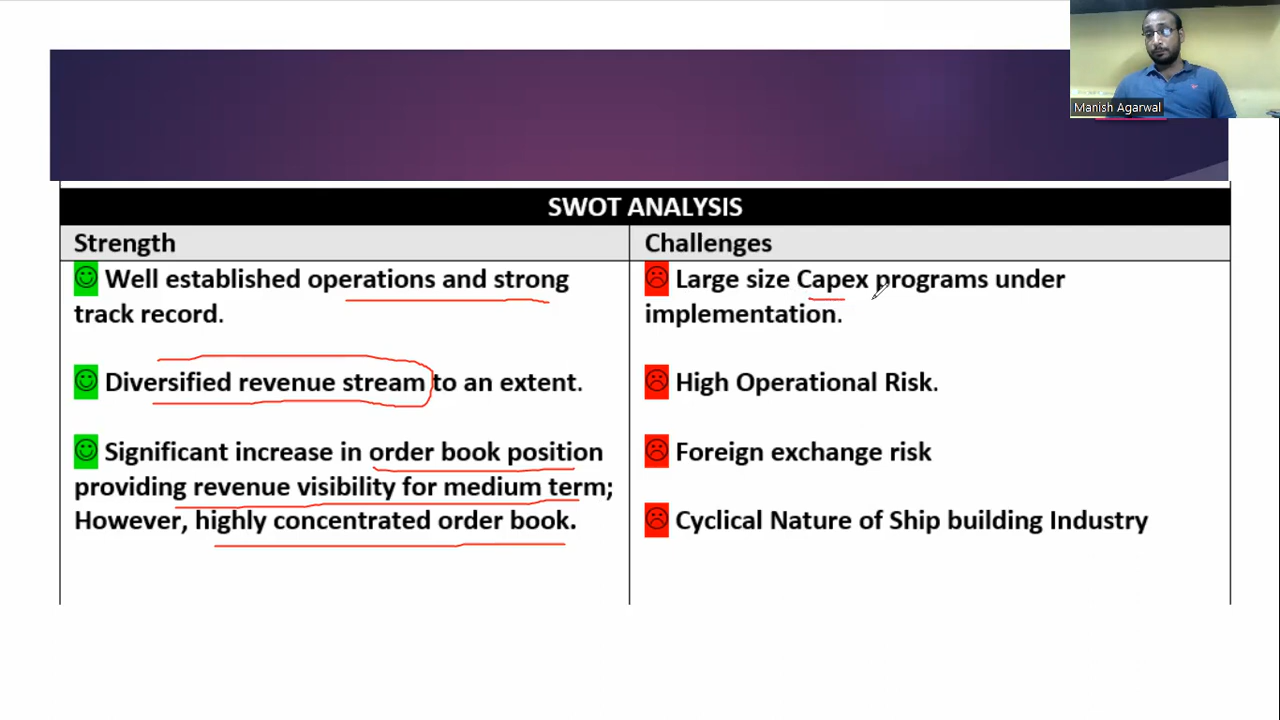 Manish Agarwal
SWOT ANALYSIS
Strength
Challenges
Well established operations and strong
track record.
Diversified revenue stream to an extent.
Significant increase in order book position
providing revenue visibility for medium term;
However, highly concentrated order book.
Large size Capex programs under
implementation.
High Operational Risk.
Foreign exchange risk
Cyclical Nature of Ship building Industry